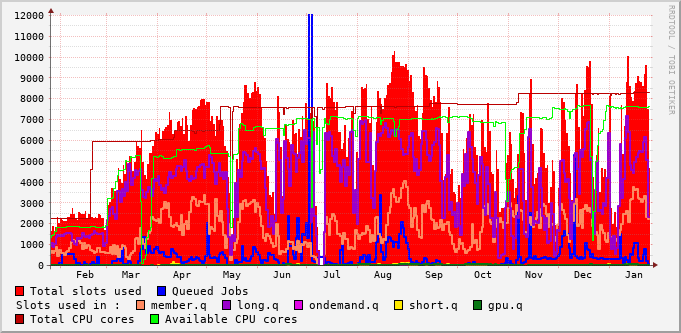 12000
11000
10000
9000
8000
7000
6000
5000
4000
3000
2000
1000
0
Feb Mar Apr May Jun Jul Aug Sep Oct Nov Dec Jan
RRDTOOL / TOBI OETIKER
Total slots used Queued Jobs
Slots used in : member.q long.q ondemand.q short.q gpu.q
Total CPU cores Available CPU cores